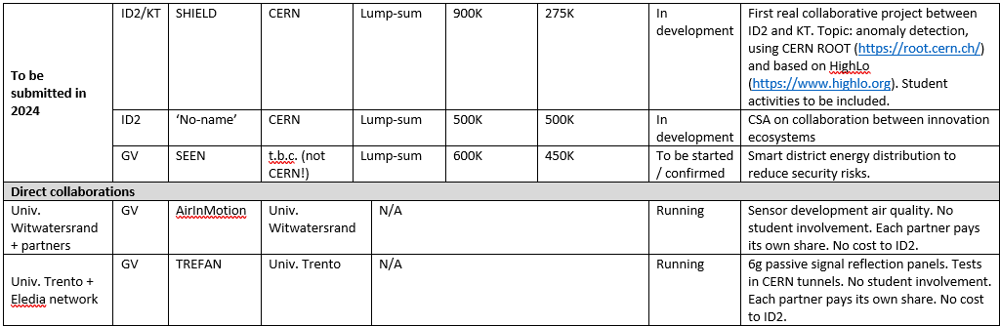 To be
submitted in
2024
ID2/KT
SHIELD
CERN
Lump-sum
900K
275K
In
development
First real collaborative project between
ID2 and KT. Topic: anomaly detection,
using CERN ROOT (https://root.cern.ch/)
and based on HighLo
(https://www.highlo.org). Student
activities to be included.
ID2
‘No-name’
CERN
Lump-sum
500K
500K
In
development
CSA on collaboration between innovation
ecosystems
GV
SEEN
t.b.c. (not
CERN!)
Lump-sum
600K
450K
To be started
/ confirmed
Smart district energy distribution to
reduce security risks.
Direct collaborations
Univ.
Witwatersrand
+ partners
GV
AirInMotion
Univ.
Witwatersrand
N/A
Running
Sensor development air quality. No
student involvement. Each partner pays
its own share. No cost to ID2.
Univ. Trento +
Eledia network
GV
TREFAN
Univ. Trento
N/A
Running
6g passive signal reflection panels. Tests
in CERN tunnels. No student involvement.
Each partner pays its own share. No cost
to ID2.